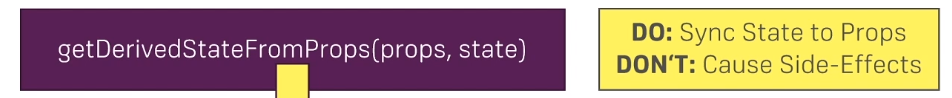 getDerivedStateFromProps(props, state)
DO: Sync State to Props
DON‘T: Cause Side-Effects